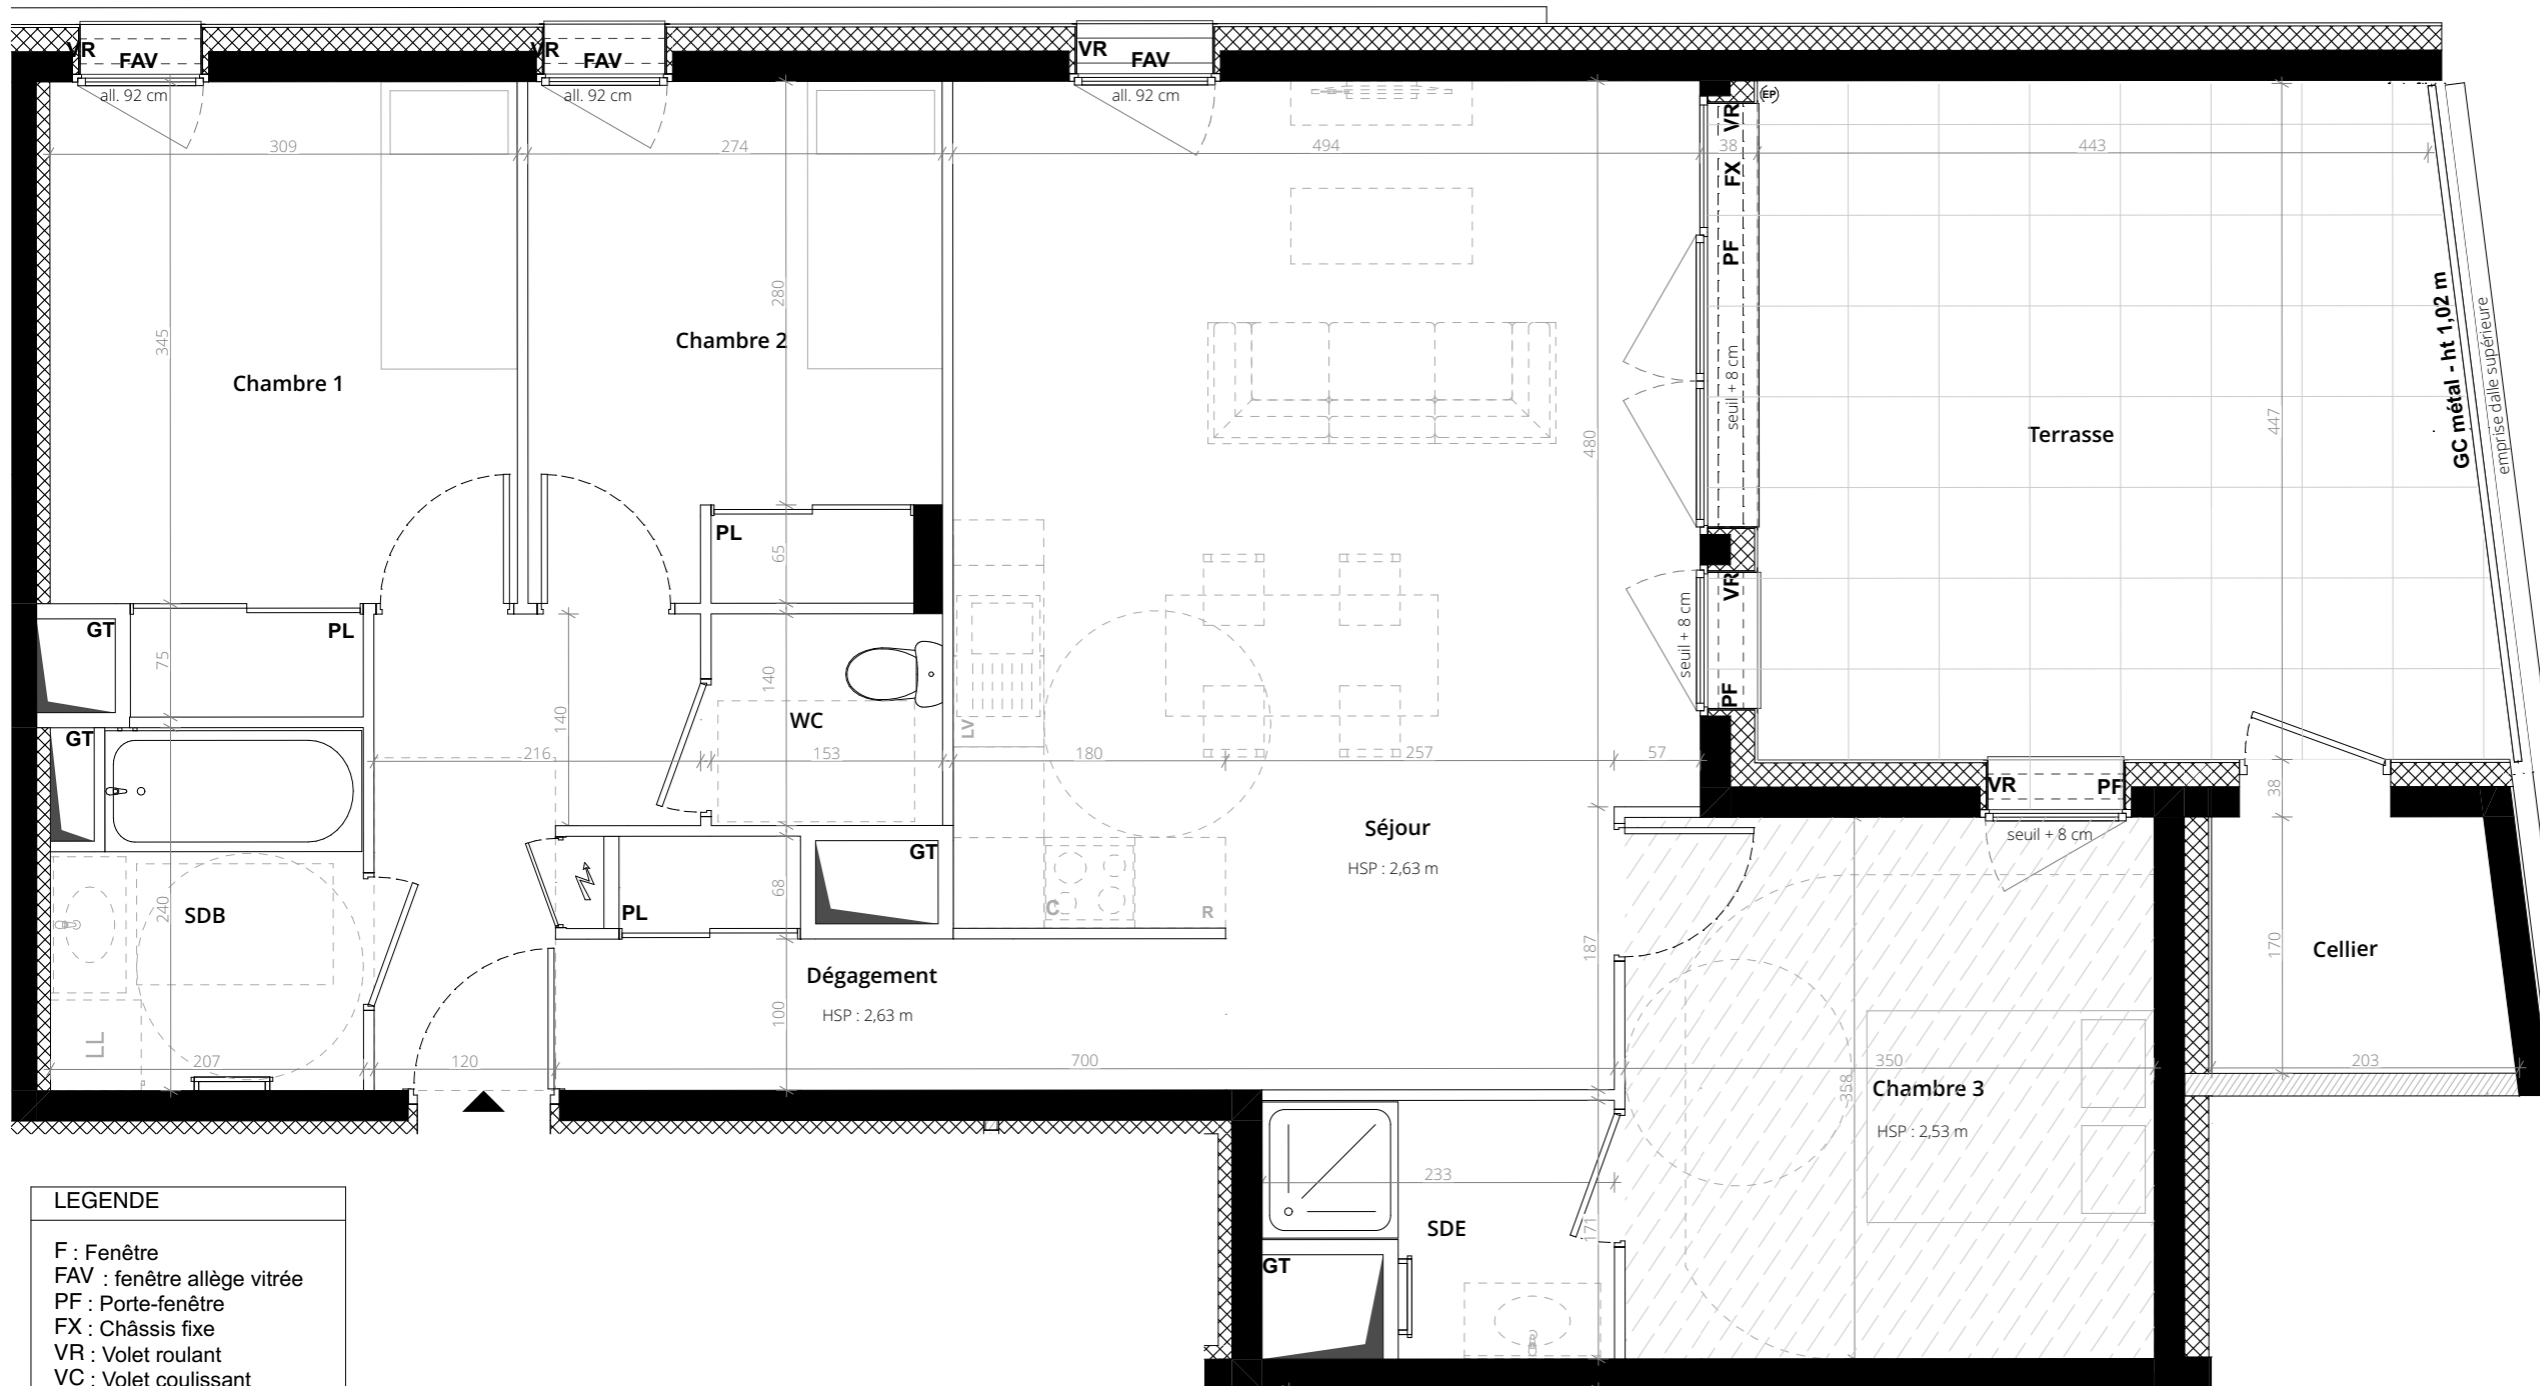 VR
FAV
VR
FAV
VR
FAV
all. 92 cm
all. 92 cm
all. 92 cm
EP
VR
309
274
494
38
443
FX
PF
GC métal - ht 1,02 m
emprise dalle supérieure
280
345
Chambre 2
Chambre 1
seuil + 8 cm
480
447
Terrasse
PL
65
VR
seuil + 8 cm
GT
PL
75
140
140
WC
LV
PF
GT
216
153
180
257
57
VR
PF
38
seuil + 8 cm
Séjour
HSP : 2,63 m
GT
68
PL
C
R
240
SDB
187
170
Cellier
Dégagement
HSP : 2,63 m
100
LL
207
120
700
350
203
358
Chambre 3
HSP : 2,53 m
233
171
SDE
GT
LEGENDE
F : Fenêtre
FAV : fenêtre allège vitrée
PF : Porte-fenêtre
FX : Châssis fixe
VR : Volet roulant
VC : Volet coulissant